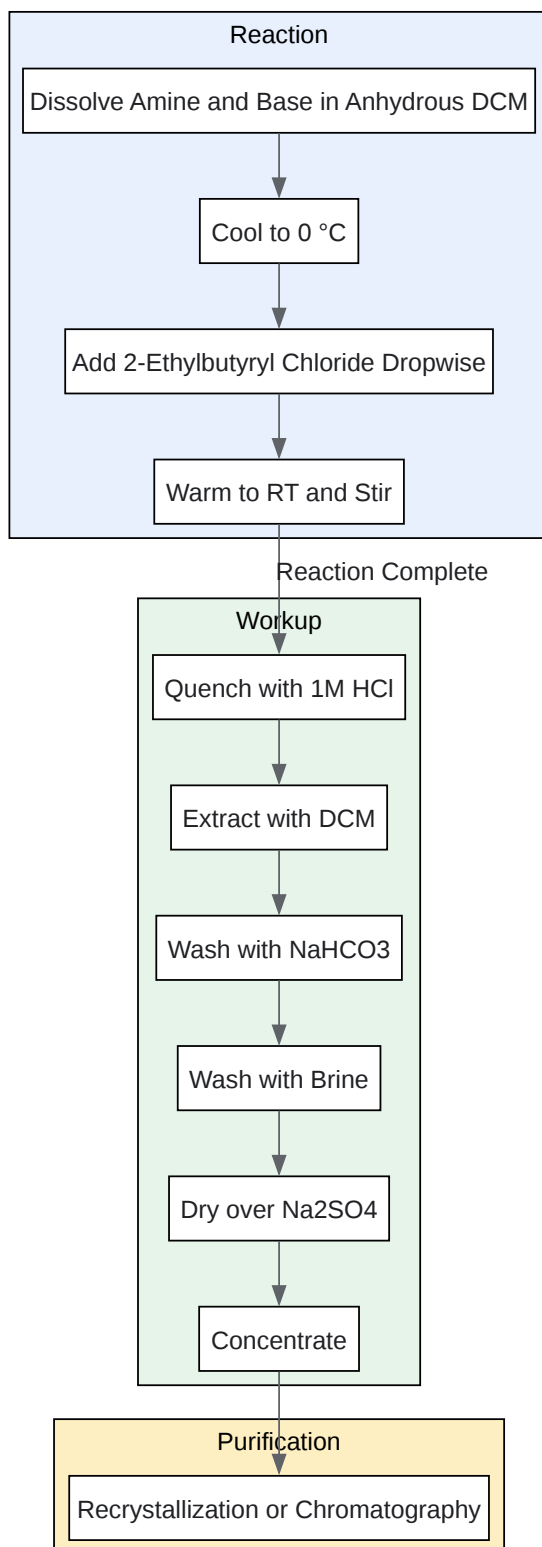 Reaction
Dissolve Amine and Base in Anhydrous DCM
Cool to 0 °C
Add 2-Ethylbutyryl Chloride Dropwise
Warm to RT and Stir
Reaction Complete
Workup
Quench with 1M HCl
Extract with DCM
Wash with NaHCO3
Wash with Brine
Dry over Na2SO4
Concentrate
Purification
Recrystallization or Chromatography